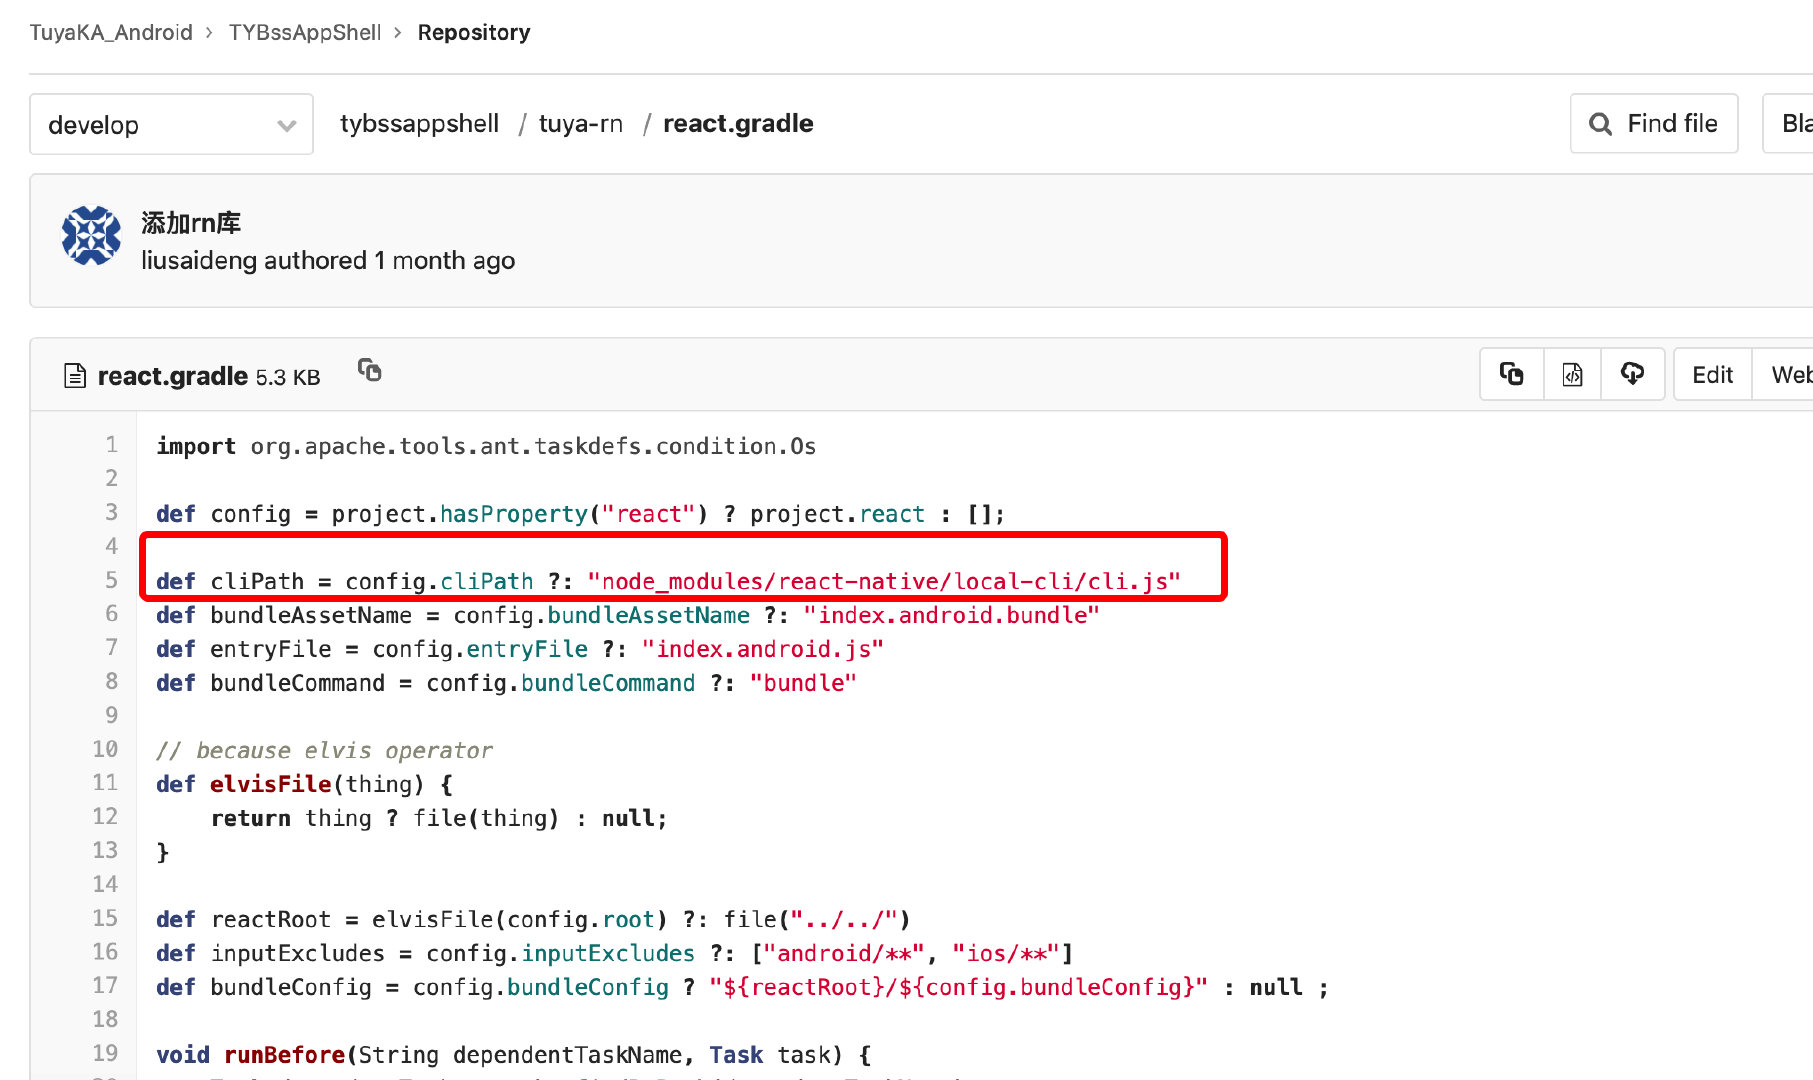 TuyaKA_Android > TYBssAppShell > Repository
develop tybssappshell / tuya-rn / react.gradle Find file Bla
添加rn库
liusaideng authored 1 month ago
react.gradle 5.3 KB Edit Web
1 import org.apache.tools.ant.taskdefs.condition.Os
2
3 def config = project.hasProperty("react") ? project.react : [];
4
5 def cliPath = config.cliPath ?: "node_modules/react-native/local-cli/cli.js"
6 def bundleAssetName = config.bundleAssetName ?: "index.android.bundle"
7 def entryFile = config.entryFile ?: "index.android.js"
8 def bundleCommand = config.bundleCommand ?: "bundle"
9
10 // because elvis operator
11 def elvisFile(thing) {
12     return thing ? file(thing) : null;
13 }
14
15 def reactRoot = elvisFile(config.root) ?: file("../../")
16 def inputExcludes = config.inputExcludes ?: ["android/**", "ios/**"]
17 def bundleConfig = config.bundleConfig ? "${reactRoot}/${config.bundleConfig}" : null ;
18
19 void runBefore(String dependentTaskName, Task task) {